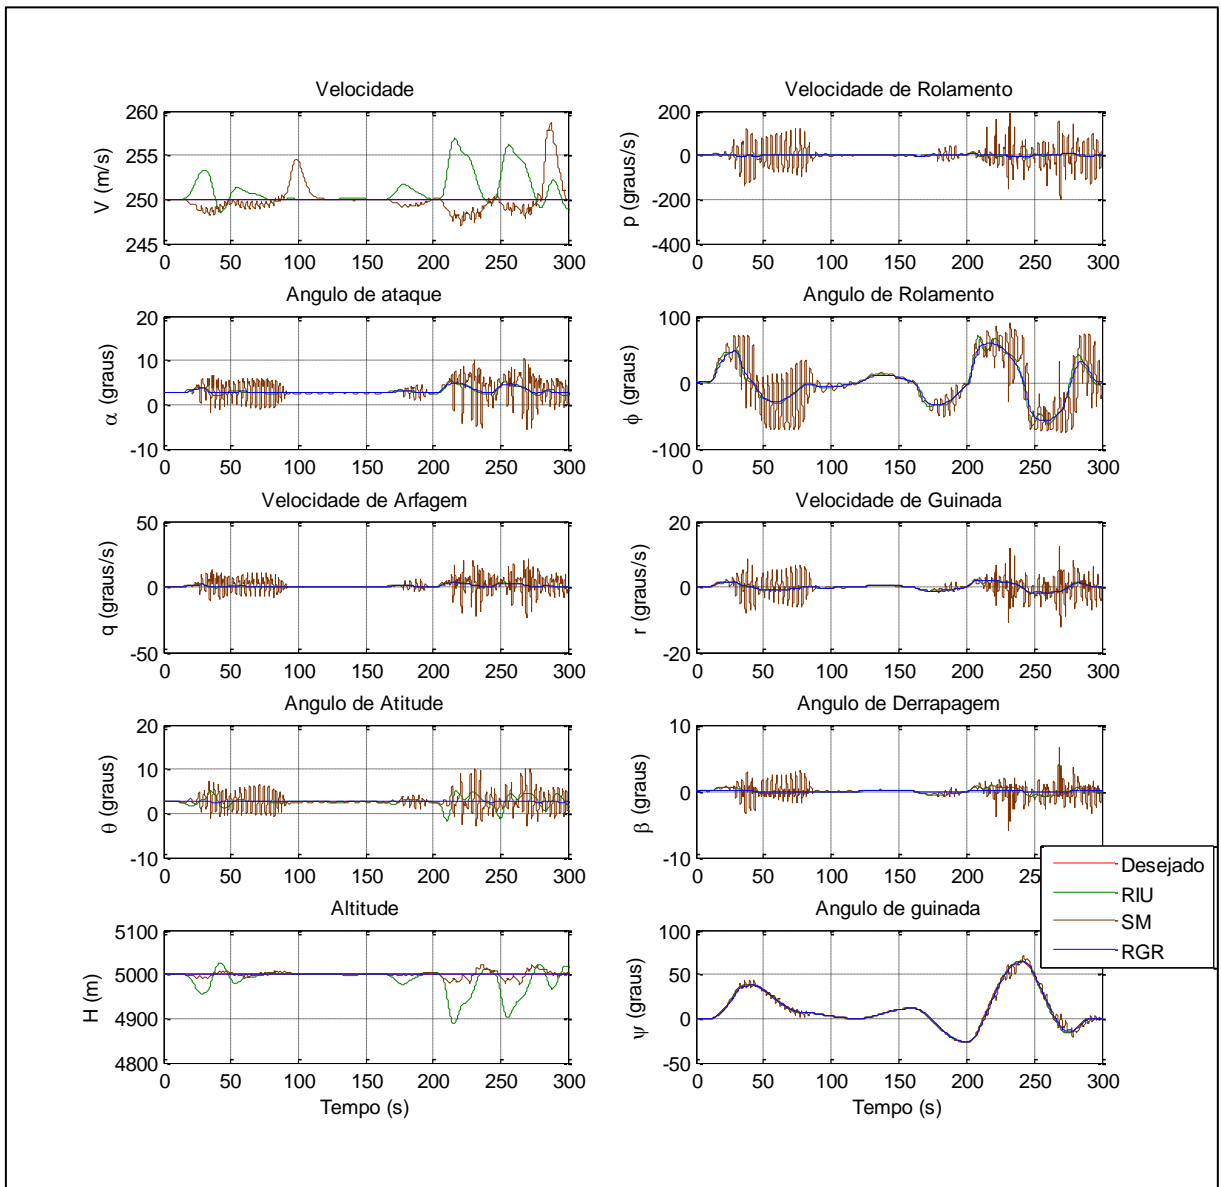 Velocidade
260
255
250
245
V (m/s)
0 50 100 150 200 250 300
Velocidade de Rolamento
200
0
-200
-400
p (graus/s)
0 50 100 150 200 250 300
Angulo de ataque
20
10
0
-10
α (graus)
0 50 100 150 200 250 300
Angulo de Rolamento
100
0
-100
ϕ (graus)
0 50 100 150 200 250 300
Velocidade de Arfagem
50
0
-50
q (graus/s)
0 50 100 150 200 250 300
Velocidade de Guinada
20
0
-20
r (graus/s)
0 50 100 150 200 250 300
Angulo de Atitude
20
10
0
-10
θ (graus)
0 50 100 150 200 250 300
Angulo de Derrapagem
10
0
-10
β (graus)
0 50 100 150 200 250
Desejado
RIU
SM
RGR
Altitude
5100
5000
4900
4800
H (m)
0 50 100 150 200 250 300
Tempo (s)
Angulo de guinada
100
50
0
-50
ψ (graus)
0 50 100 150 200 250 300
Tempo (s)